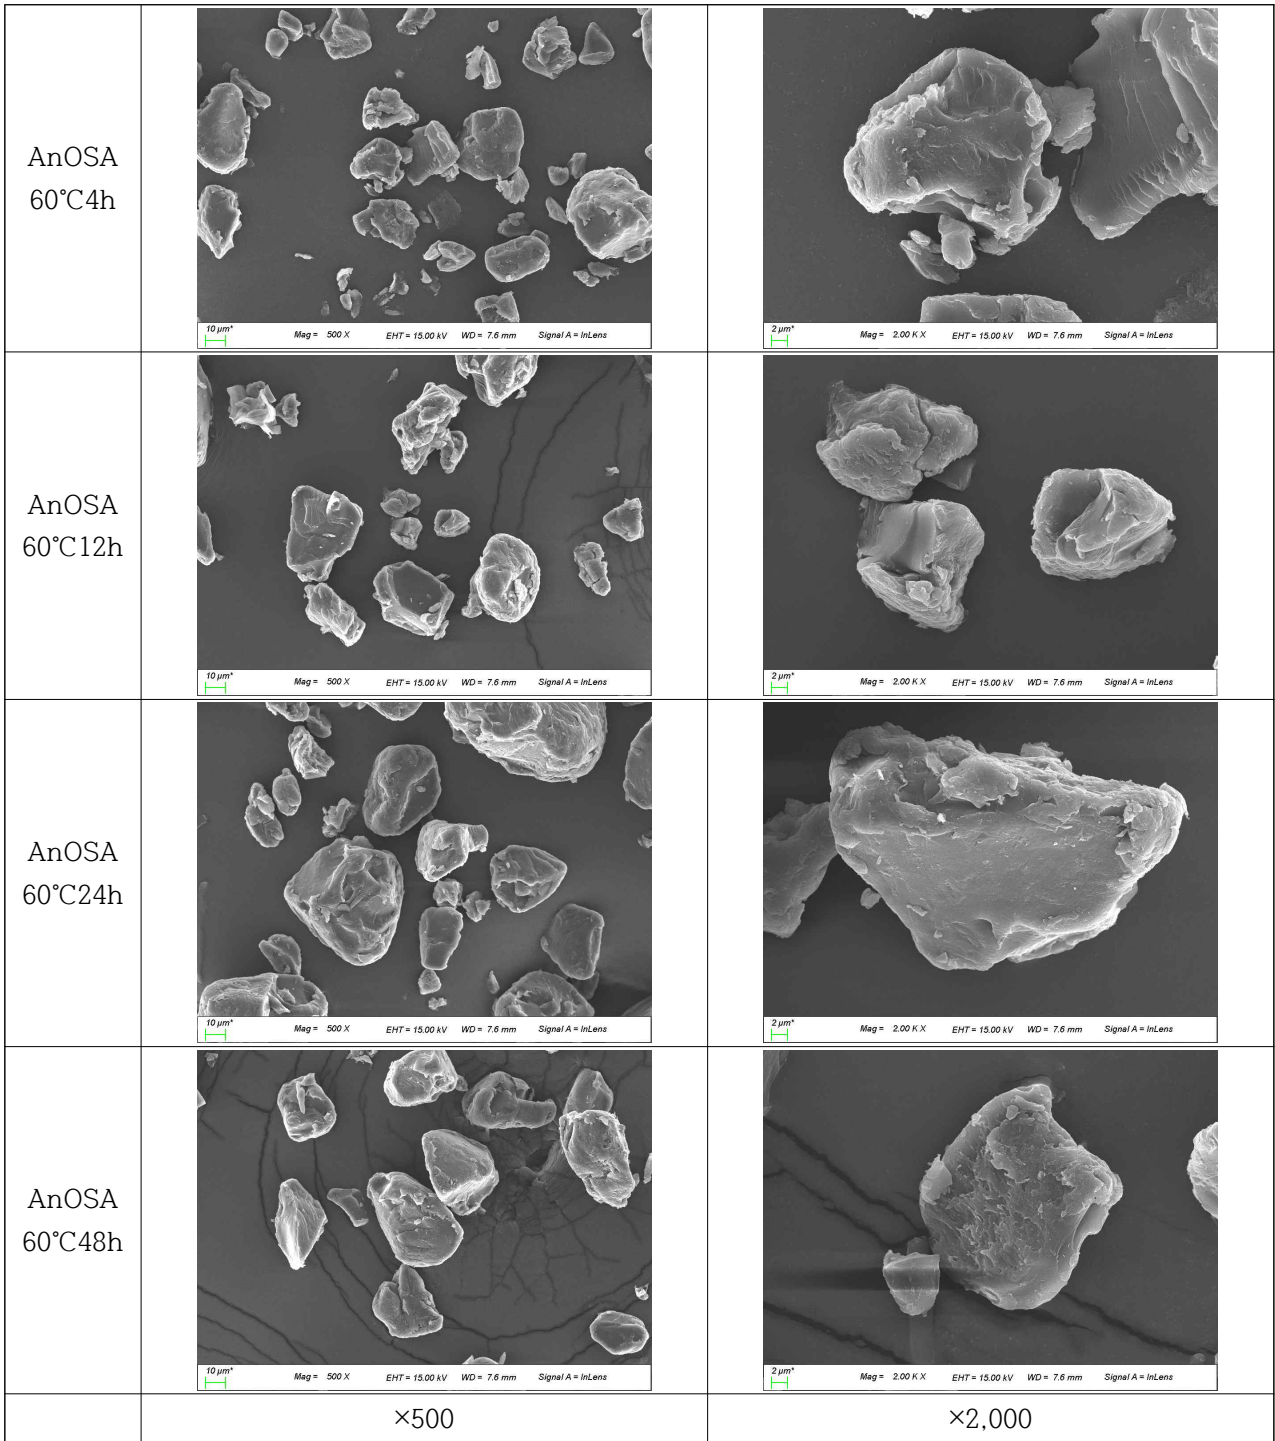 AnOSA
60℃4h
10 µm* Mag = 500 X EHT = 15.00 kV WD = 7.6 mm Signal A = InLens
2 µm* Mag = 2.00 K X EHT = 15.00 kV WD = 7.6 mm Signal A = InLens
AnOSA
60℃12h
10 µm* Mag = 500 X EHT = 15.00 kV WD = 7.6 mm Signal A = InLens
2 µm* Mag = 2.00 K X EHT = 15.00 kV WD = 7.6 mm Signal A = InLens
AnOSA
60℃24h
10 µm* Mag = 500 X EHT = 15.00 kV WD = 7.6 mm Signal A = InLens
2 µm* Mag = 2.00 K X EHT = 15.00 kV WD = 7.6 mm Signal A = InLens
AnOSA
60℃48h
10 µm* Mag = 500 X EHT = 15.00 kV WD = 7.6 mm Signal A = InLens
2 µm* Mag = 2.00 K X EHT = 15.00 kV WD = 7.6 mm Signal A = InLens
×500 ×2,000